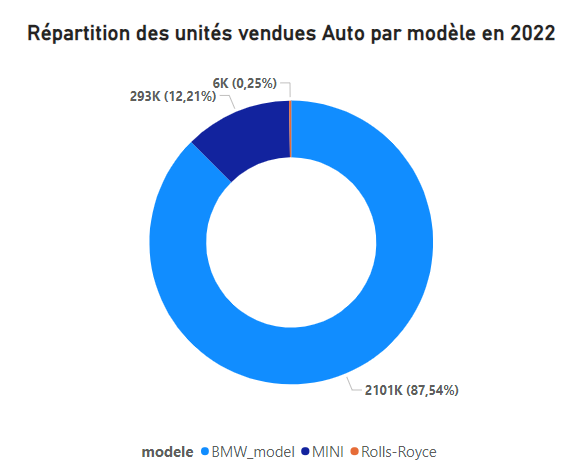 Répartition des unités vendues Auto par modèle en 2022
6K (0,25%)
293K (12,21%)
2101K (87,54%)
modele BMW_model MINI Rolls-Royce